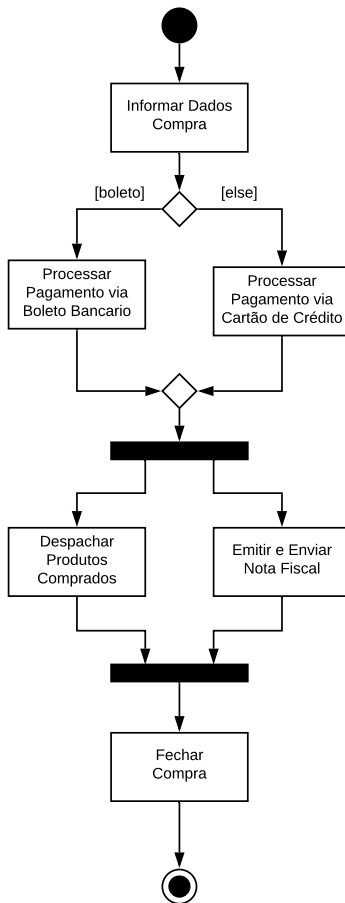 Informar Dados
Compra
[boleto]
[else]
Processar
Pagamento via
Boleto Bancario
Processar
Pagamento via
Cartão de Crédito
Despachar
Produtos
Comprados
Emitir e Enviar
Nota Fiscal
Fechar
Compra